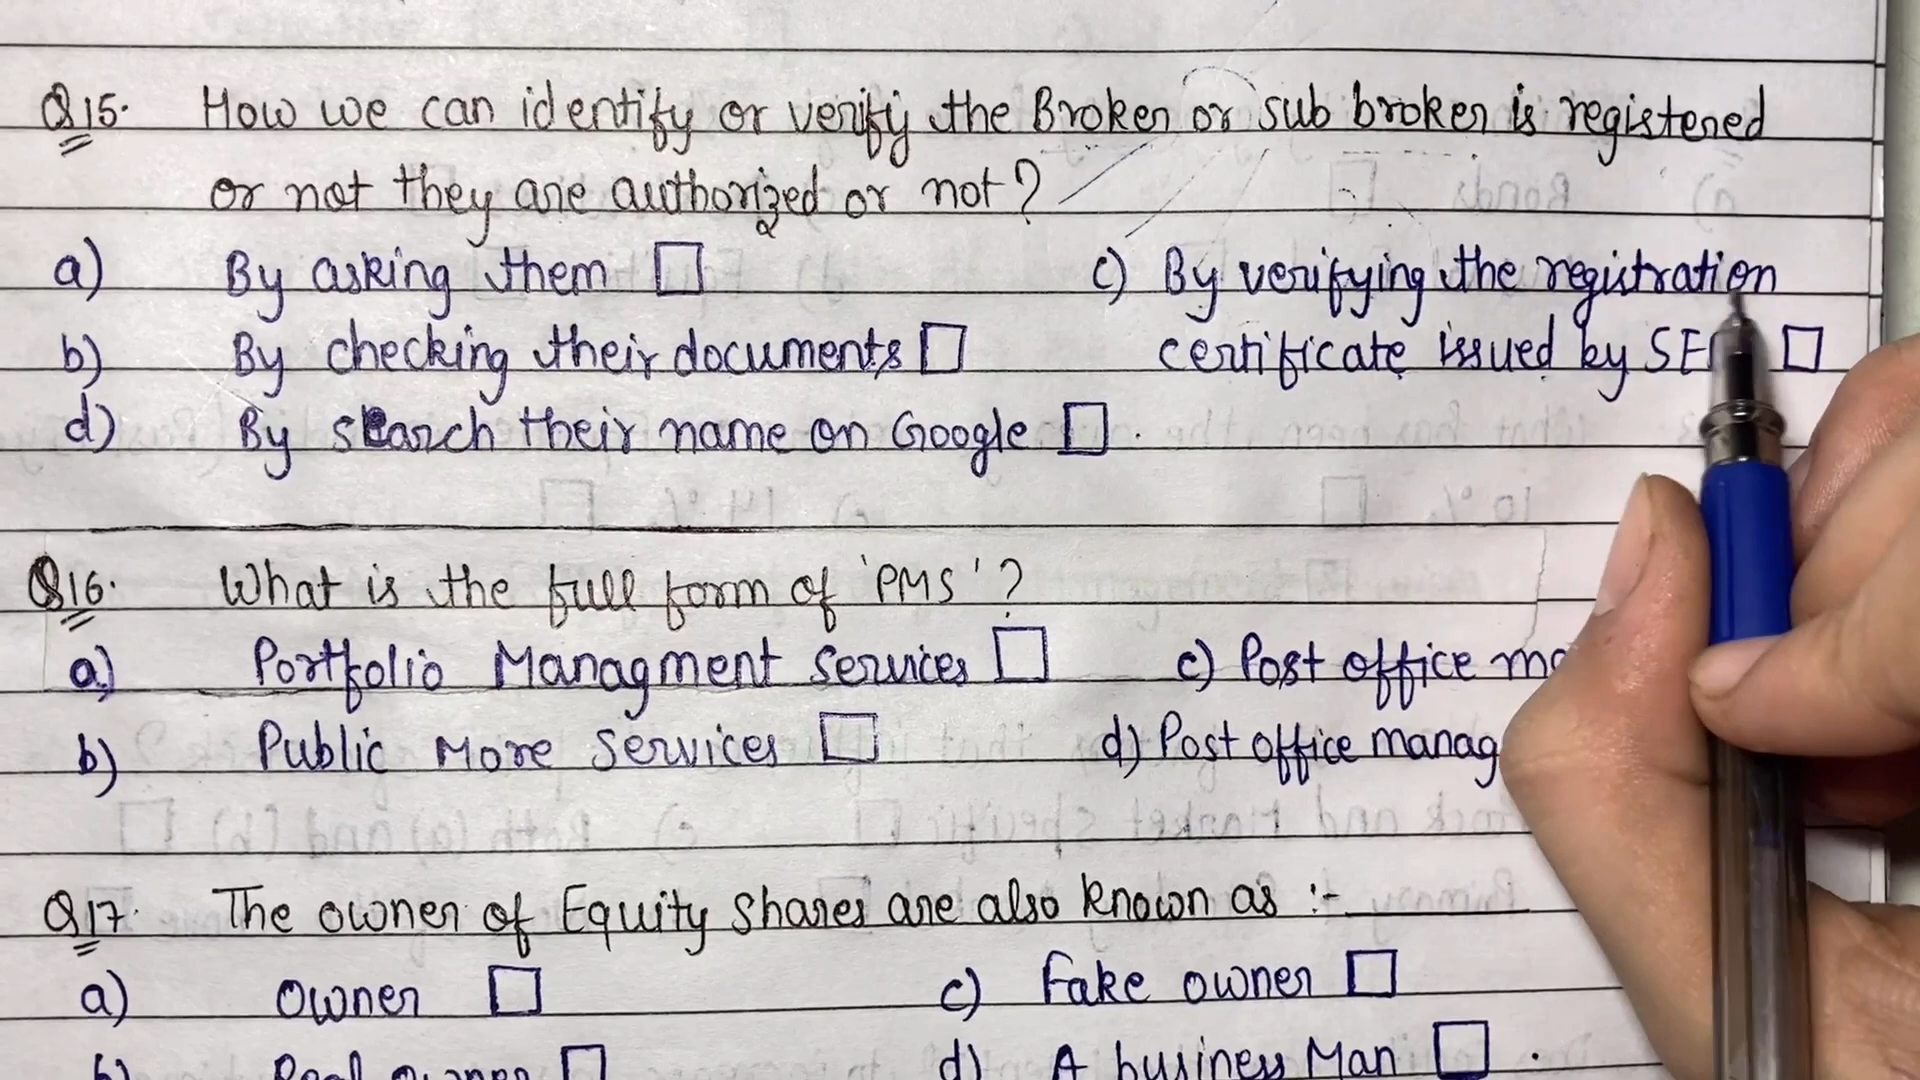 Q15. How we can identify or verify the Broker or sub broker is registered
or not they are authorized or not?
a) By asking them
c) By verifying the registration
certificate issued by
b) By checking their documents
d) By search their name on Google
Q16. What is the full form of 'PMS'?
a) Portfolio Managment Services
c) Post office
b) Public More Services
d) Post office
Q17. The owner of Equity Shares are also known as :-
a) Owner
c) Fake owner
d) A business Man